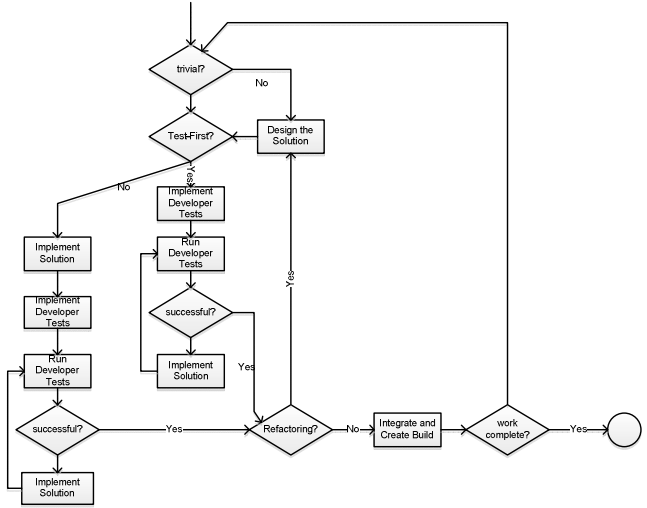 trivial?
No
Test-First?
Design the
Solution
No
Yes
Implement
Developer
Tests
Implement
Solution
Run
Developer
Tests
Yes
Implement
Developer
Tests
successful?
Run
Developer
Tests
Yes
Implement
Solution
successful?
Yes
Refactoring?
No
Integrate and
Create Build
work
complete?
Yes
Implement
Solution